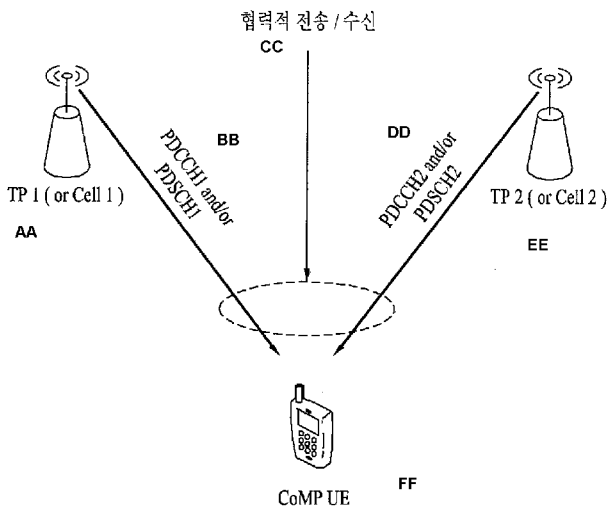 협력적 전송 / 수신
CC
BB
DD
PDCCH1 and/or
PDSCH1
PDCCH2 and/or
PDSCH2
TP 1 ( or Cell 1 )
TP 2 ( or Cell 2 )
AA
EE
CoMP UE
FF